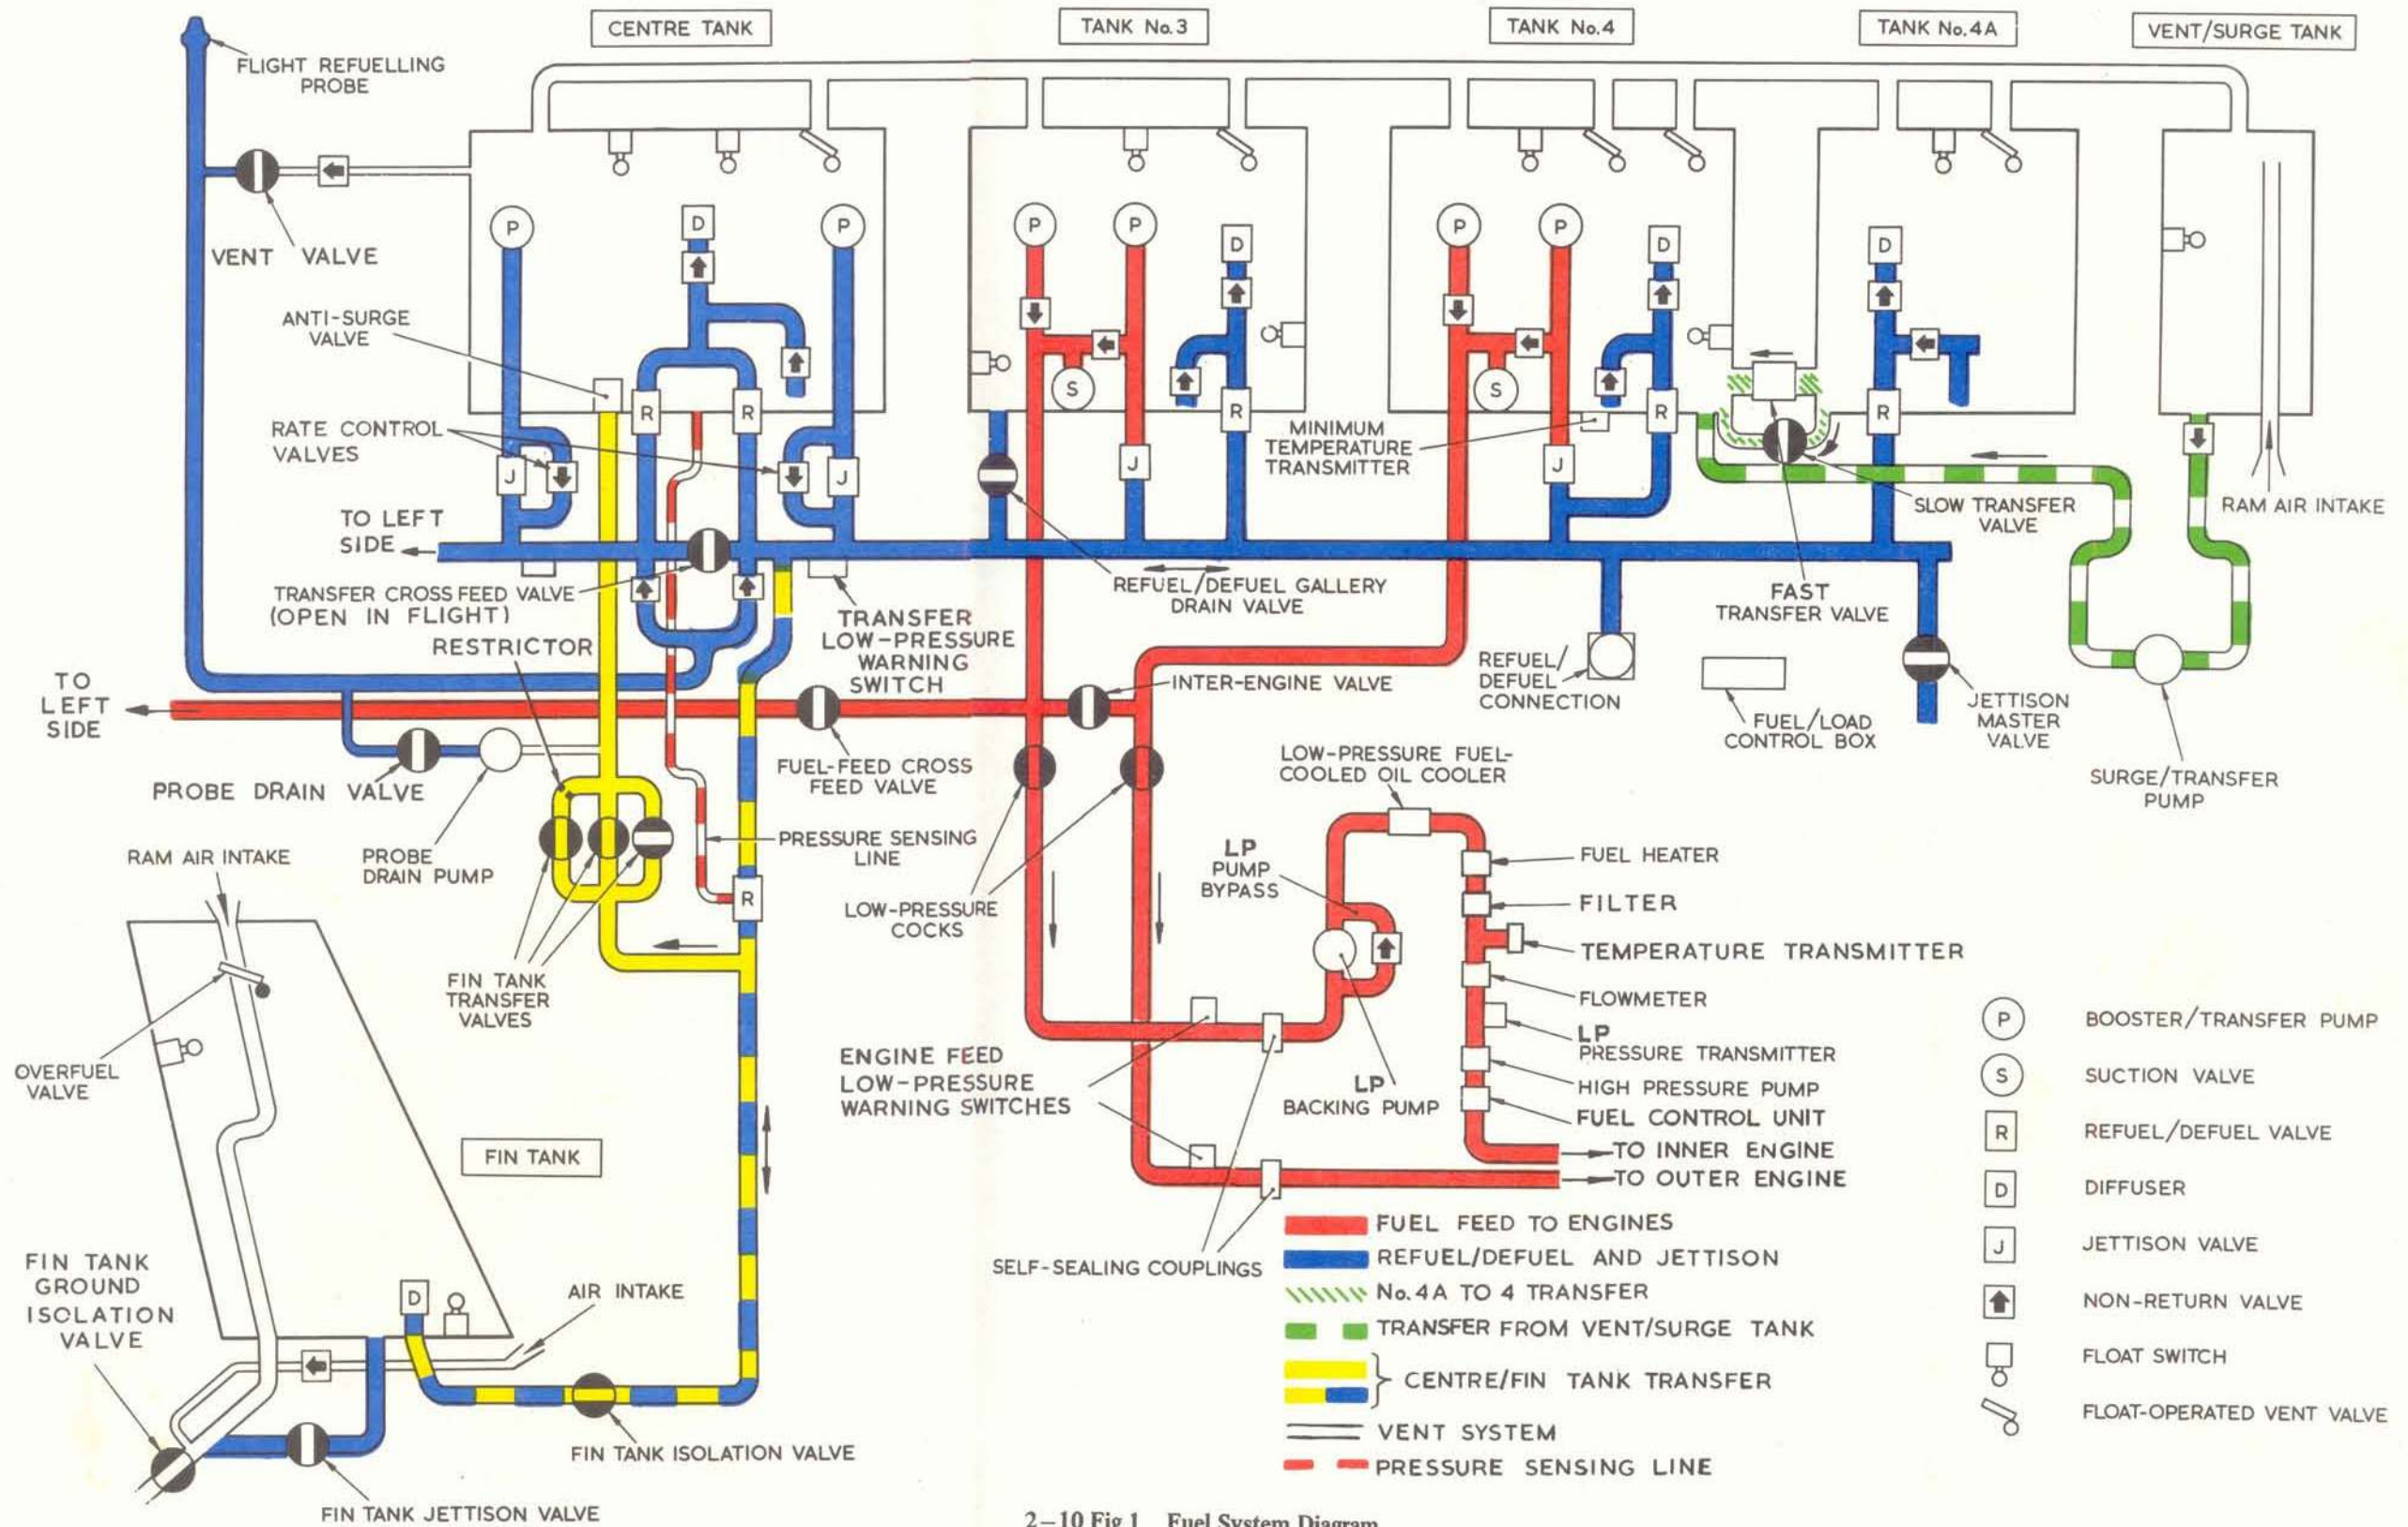 CENTRE TANK
TANK No.3
TANK No.4
TANK No.4A
VENT/SURGE TANK
FLIGHT REFUELLING
PROBE
VENT VALVE
P
D
P
P
P
D
P
P
D
D
ANTI-SURGE
VALVE
S
S
RATE CONTROL
VALVES
R
R
R
R
R
J
J
J
J
MINIMUM
TEMPERATURE
TRANSMITTER
TO LEFT
SIDE
SLOW TRANSFER
VALVE
RAM AIR INTAKE
TRANSFER CROSS FEED VALVE
(OPEN IN FLIGHT)
REFUEL/DEFUEL GALLERY
DRAIN VALVE
FAST
TRANSFER VALVE
TRANSFER
LOW-PRESSURE
WARNING
SWITCH
RESTRICTOR
REFUEL/
DEFUEL
CONNECTION
TO
LEFT
SIDE
INTER-ENGINE VALVE
FUEL/LOAD
CONTROL BOX
JETTISON
MASTER
VALVE
SURGE/TRANSFER
PUMP
PROBE DRAIN VALVE
FUEL-FEED CROSS
FEED VALVE
LOW-PRESSURE FUEL-
COOLED OIL COOLER
RAM AIR INTAKE
PROBE
DRAIN PUMP
PRESSURE SENSING
LINE
LP
PUMP
BYPASS
FUEL HEATER
R
LOW-PRESSURE
COCKS
FILTER
TEMPERATURE TRANSMITTER
FIN TANK
TRANSFER
VALVES
FLOWMETER
LP
PRESSURE TRANSMITTER
OVERFUEL
VALVE
ENGINE FEED
LOW-PRESSURE
WARNING SWITCHES
LP
BACKING PUMP
HIGH PRESSURE PUMP
FUEL CONTROL UNIT
TO INNER ENGINE
TO OUTER ENGINE
FIN TANK
SELF-SEALING COUPLINGS
FIN TANK
GROUND
ISOLATION
VALVE
D
AIR INTAKE
FIN TANK ISOLATION VALVE
FIN TANK JETTISON VALVE
FUEL FEED TO ENGINES
REFUEL/DEFUEL AND JETTISON
No.4A TO 4 TRANSFER
TRANSFER FROM VENT/SURGE TANK
CENTRE/FIN TANK TRANSFER
VENT SYSTEM
PRESSURE SENSING LINE
P BOOSTER/TRANSFER PUMP
S SUCTION VALVE
R REFUEL/DEFUEL VALVE
D DIFFUSER
J JETTISON VALVE
NON-RETURN VALVE
FLOAT SWITCH
FLOAT-OPERATED VENT VALVE
2-10 Fig 1 Fuel System Diagram